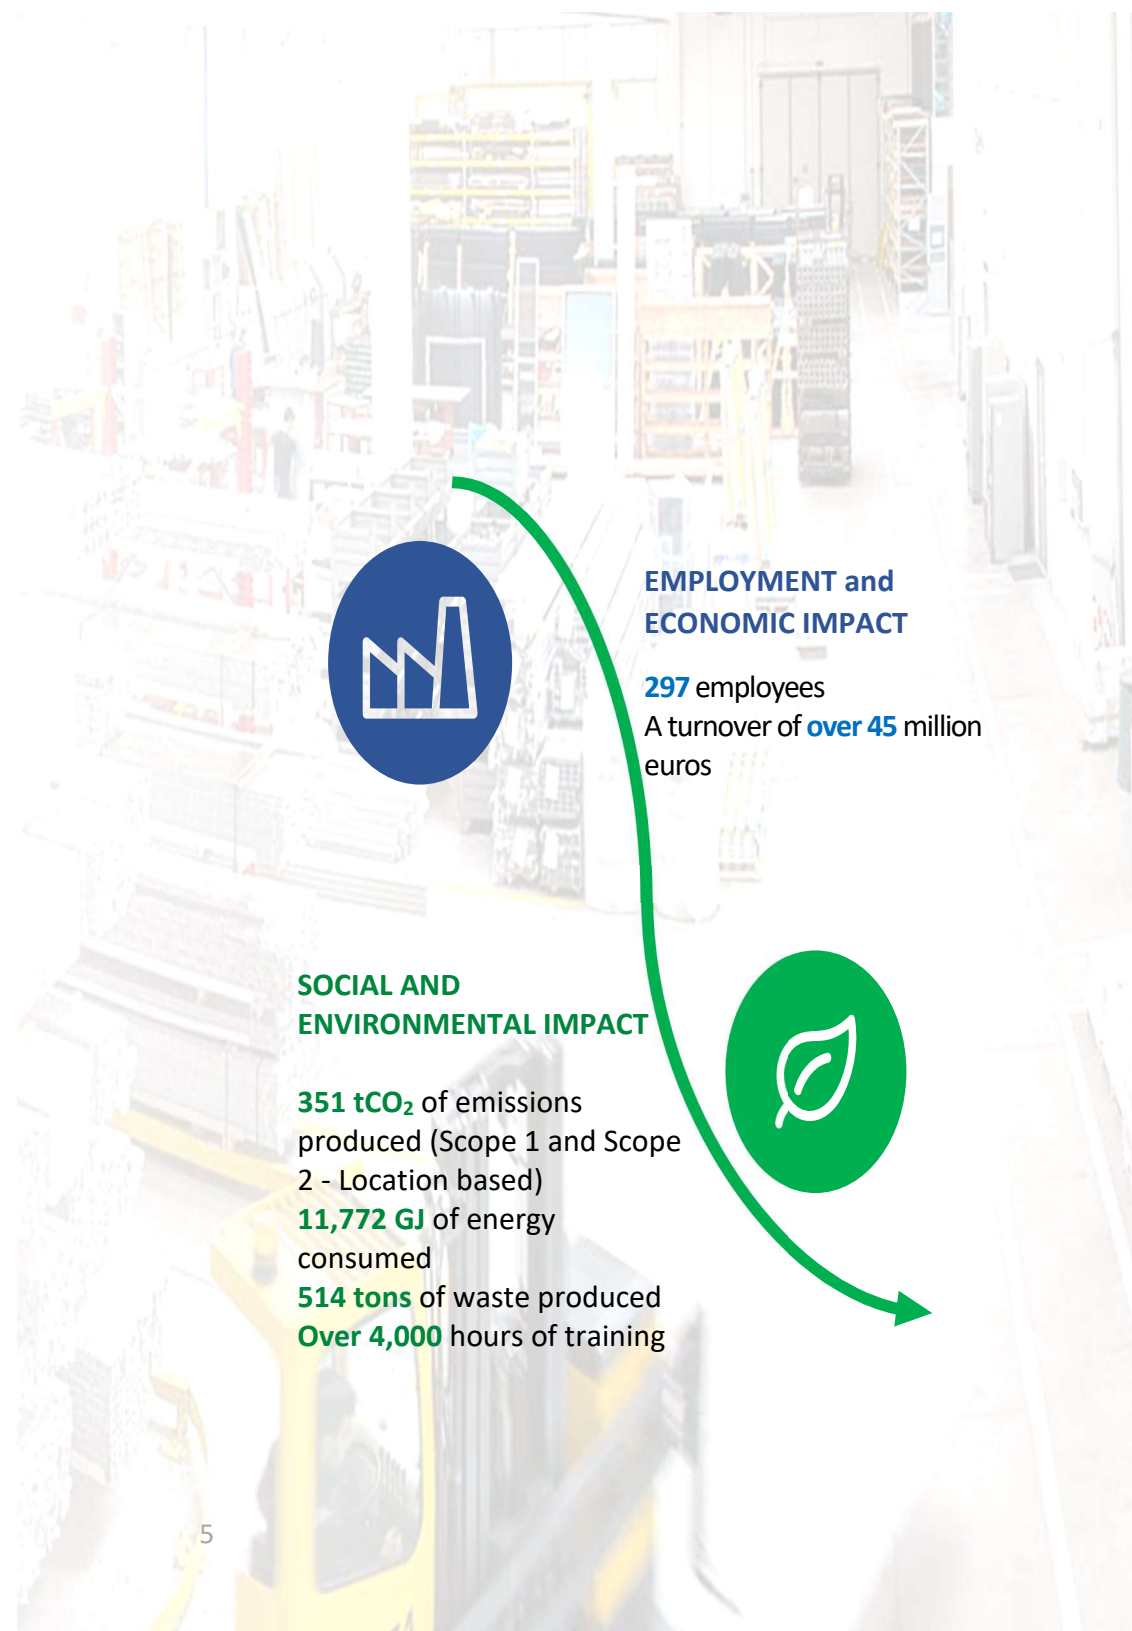 EMPLOYMENT and
ECONOMIC IMPACT
297 employees
A turnover of over 45 million
euros
SOCIAL AND
ENVIRONMENTAL IMPACT
351 tCO₂ of emissions
produced (Scope 1 and Scope
2 - Location based)
11,772 GJ of energy
consumed
514 tons of waste produced
Over 4,000 hours of training
5